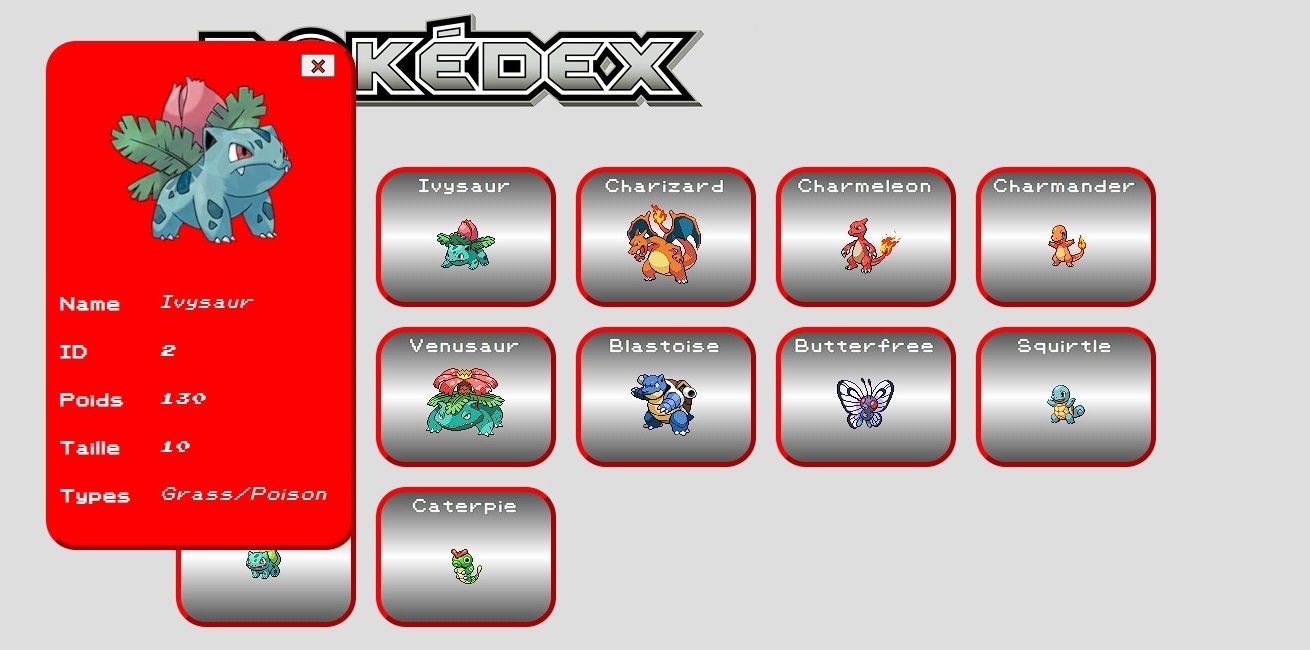 POKÉDEX
Name Ivysaur
ID 2
Poids 130
Taille 10
Types Grass/Poison
Ivysaur
Charizard
Charmeleon
Charmander
Venusaur
Blastoise
Butterfree
Squirtle
Caterpie